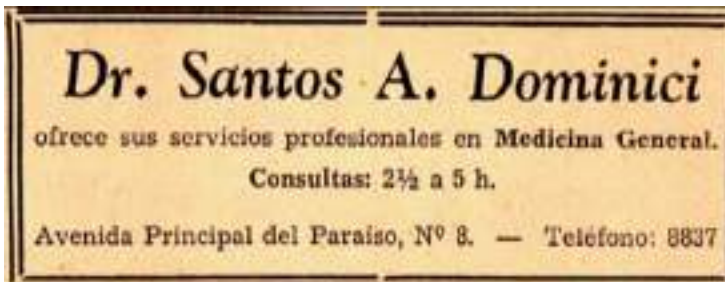 Dr. Santos A. Dominici
ofrece sus servicios profesionales en Medicina General.
Consultas: 2½ a 5 h.
Avenida Principal del Paraíso, Nº 8. — Teléfono: 8837